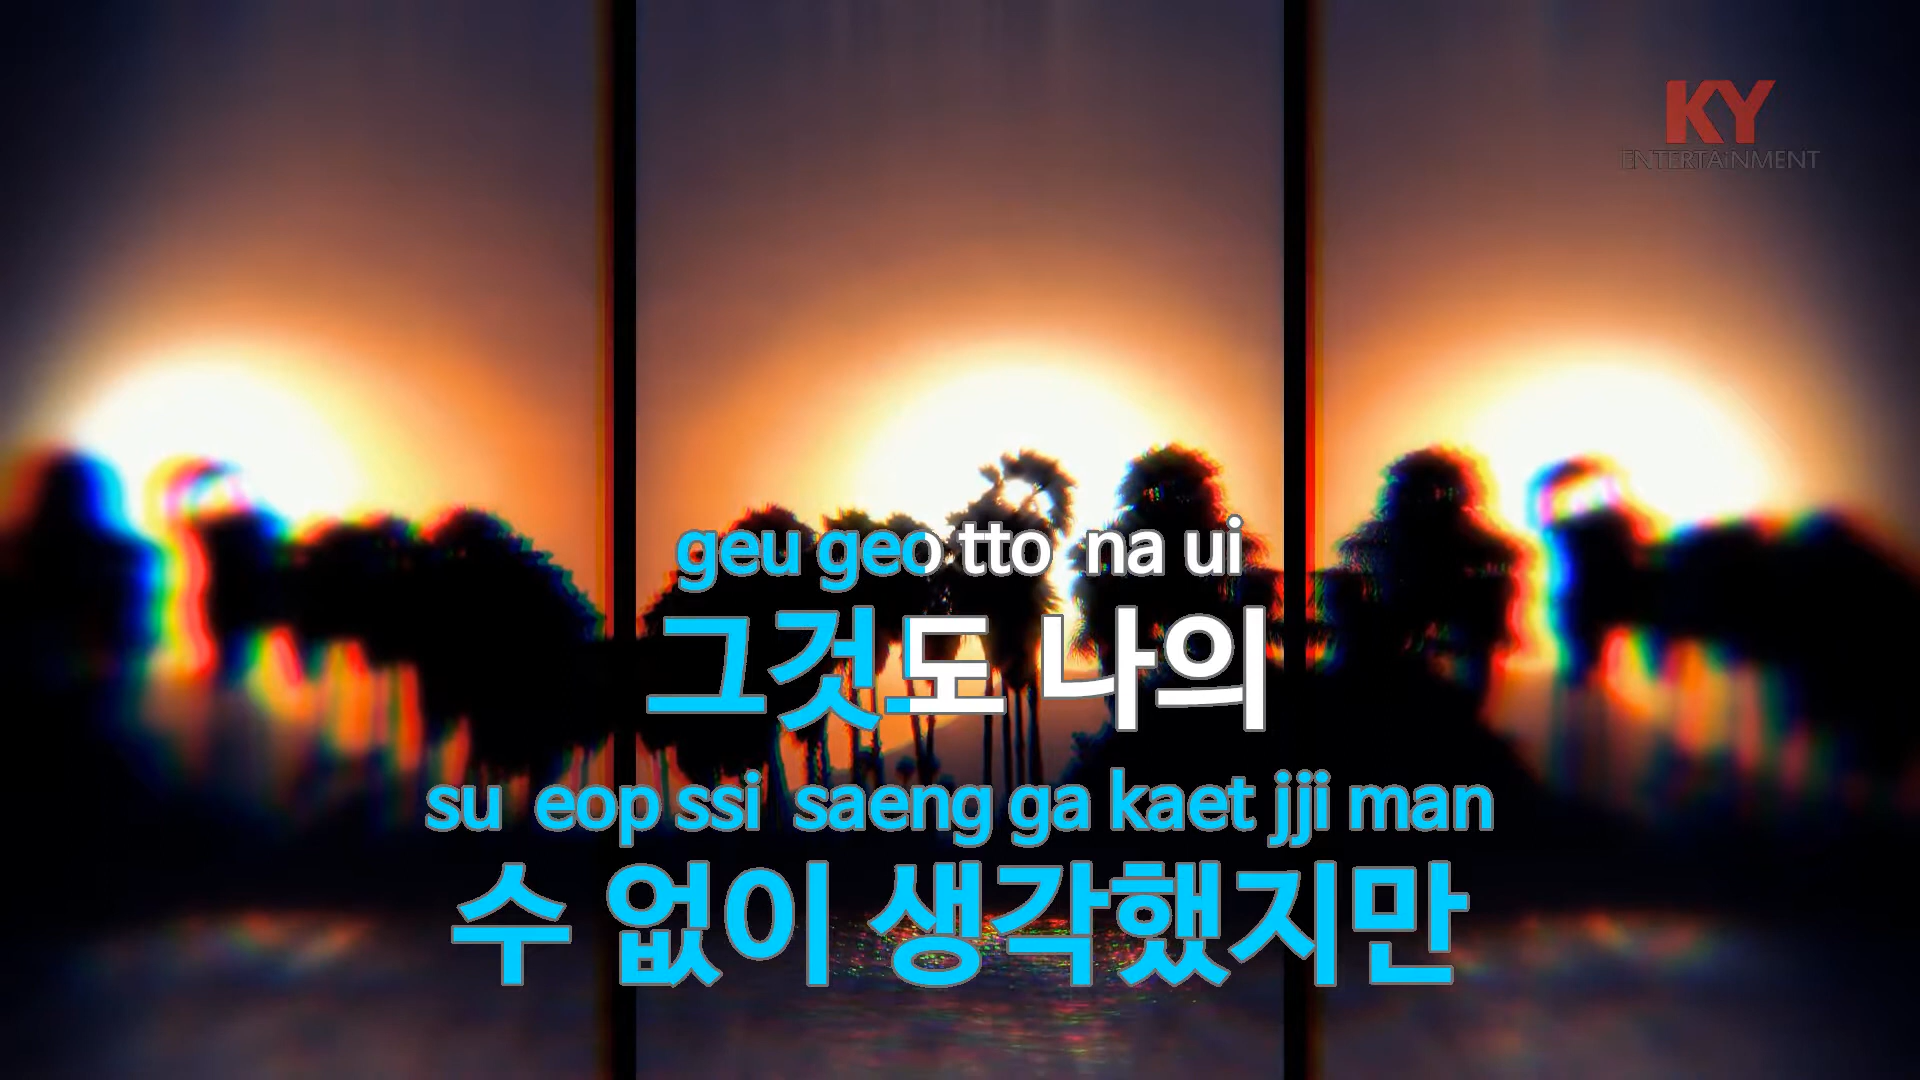 KY
ENTERTAiNMENT
geu geo tto na ui
그것도 나의
su eop ssi saeng ga kaet jji man
수 없이 생각했지만